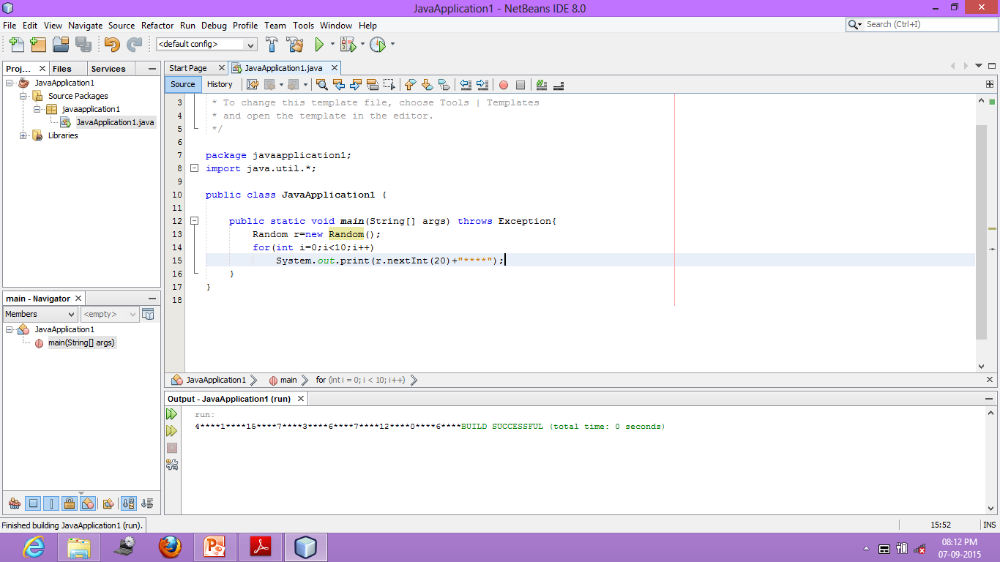 JavaApplication1 - NetBeans IDE 8.0
File Edit View Navigate Source Refactor Run Debug Profile Team Tools Window Help
Search (Ctrl+I)
<default config>
Proj... Files Services
JavaApplication1
Source Packages
javaapplication1
JavaApplication1.java
Libraries
Start Page JavaApplication1.java
Source History
3 * To change this template file, choose Tools | Templates
4 * and open the template in the editor.
5 */
6
7 package javaapplication1;
8 import java.util.*;
9
10 public class JavaApplication1 {
11
12 public static void main(String[] args) throws Exception{
13 Random r=new Random();
14 for(int i=0;i<10;i++)
15 System.out.print(r.nextInt(20)+"****");
16 }
17 }
18
main - Navigator
Members <empty>
JavaApplication1
main(String[] args)
JavaApplication1 main for (int i = 0; i < 10; i++)
Output - JavaApplication1 (run)
run:
4****1****15****7****3****6****7****12****0****6****BUILD SUCCESSFUL (total time: 0 seconds)
Finished building JavaApplication1 (run).
15:52 INS
08:12 PM
07-09-2015